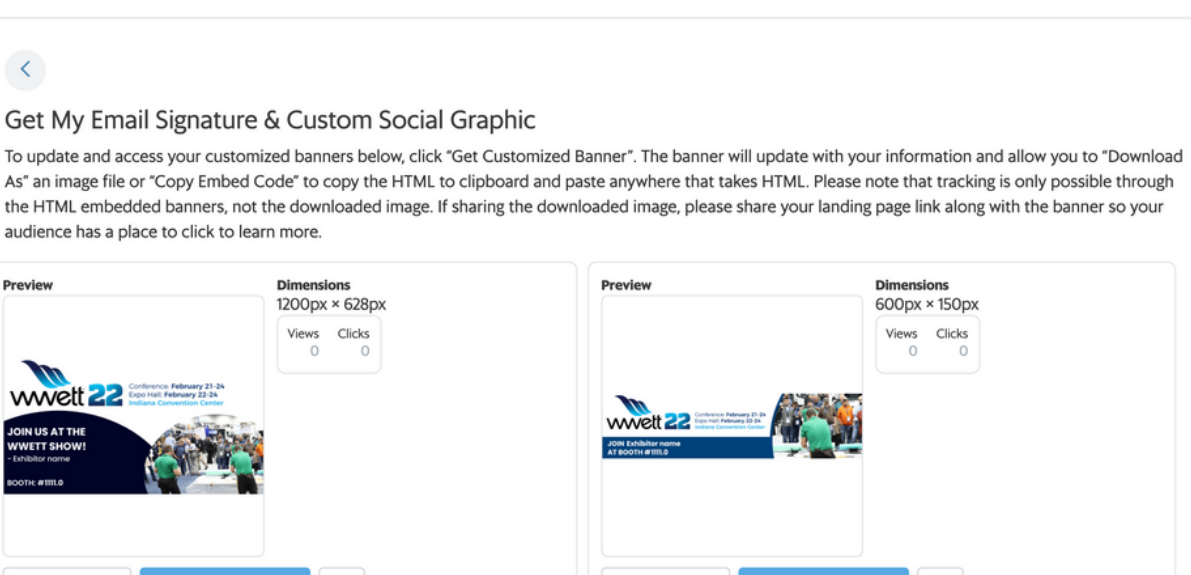 Get My Email Signature & Custom Social Graphic
To update and access your customized banners below, click "Get Customized Banner". The banner will update with your information and allow you to "Download
As" an image file or "Copy Embed Code" to copy the HTML to clipboard and paste anywhere that takes HTML. Please note that tracking is only possible through
the HTML embedded banners, not the downloaded image. If sharing the downloaded image, please share your landing page link along with the banner so your
audience has a place to click to learn more.
Preview
Dimensions
1200px × 628px
Views Clicks
0 0
wwett 22
Conference: February 21-24
Expo Hall: February 22-24
Indiana Convention Center
JOIN US AT THE
WWETT SHOW!
- Exhibitor name
BOOTH: #1111.0
Preview
Dimensions
600px × 150px
Views Clicks
0 0
wwett 22
Conference: February 21-24
Expo Hall: February 22-24
Indiana Convention Center
JOIN Exhibitor name
AT BOOTH #1111.0